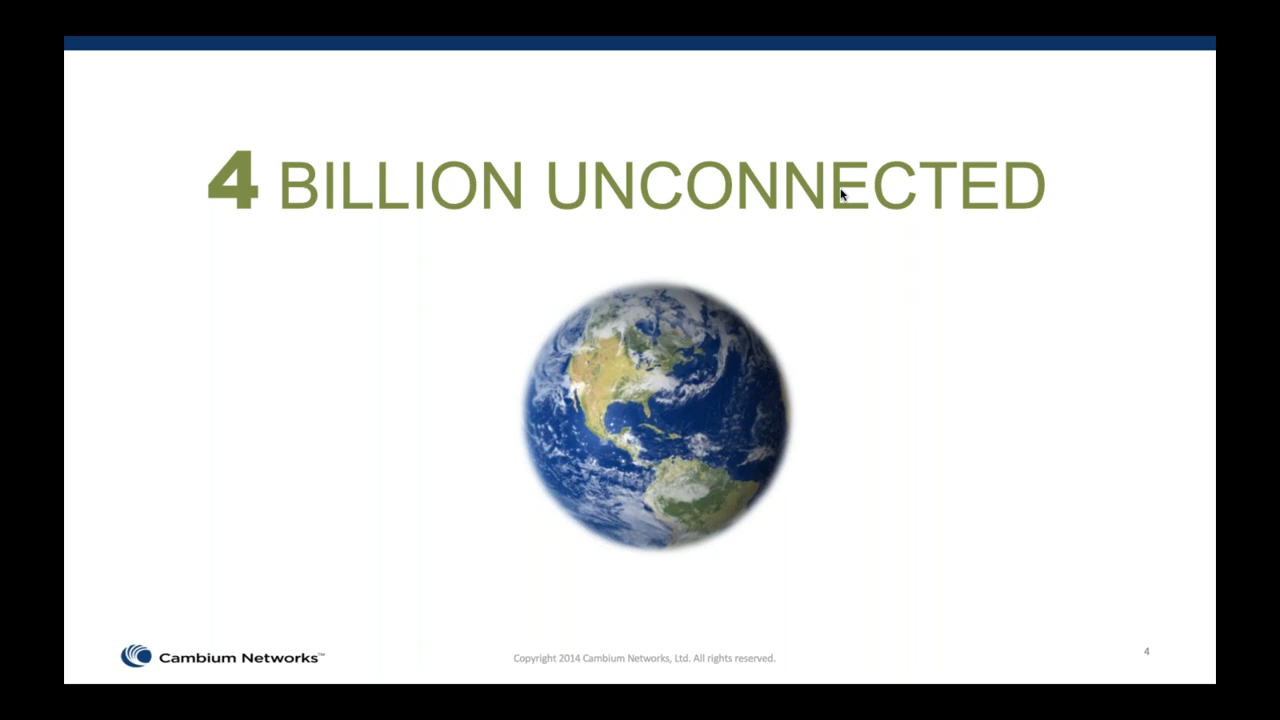 4 BILLION UNCONNECTED
Cambium Networks™
Copyright 2014 Cambium Networks, Ltd. All rights reserved.
4